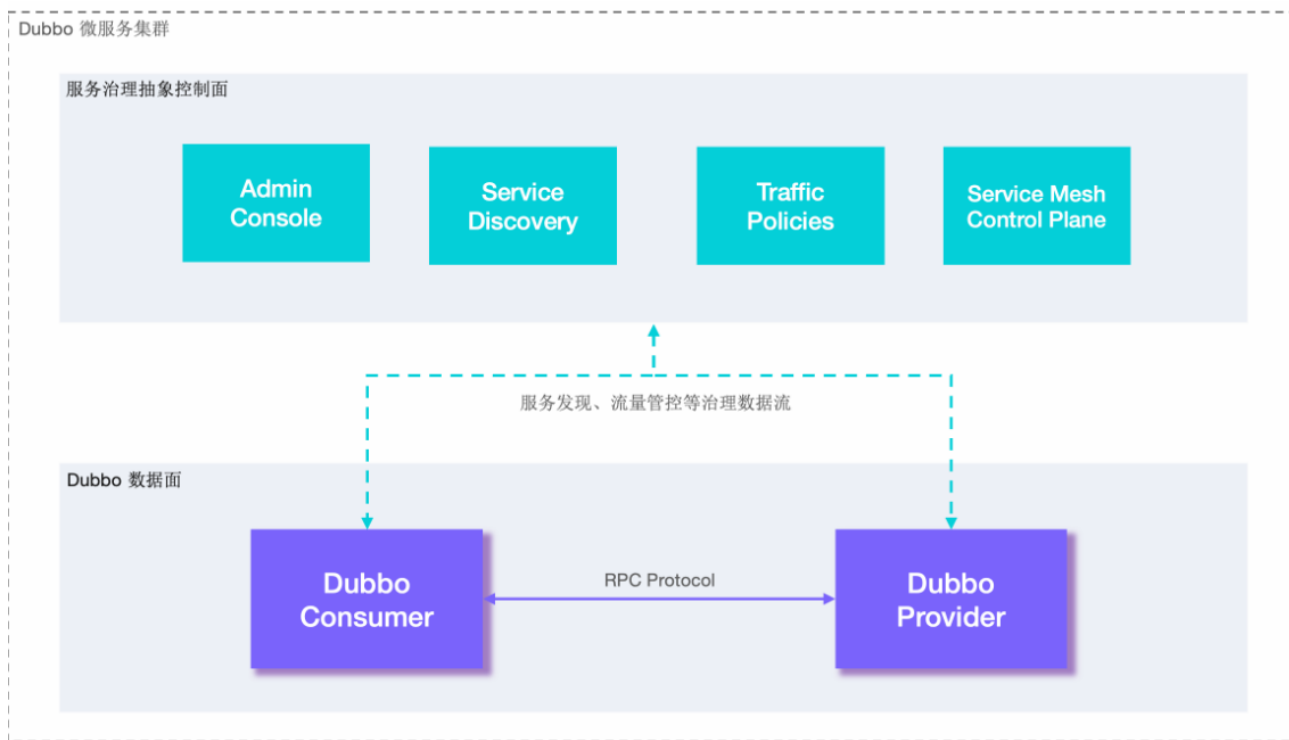 Dubbo 微服务集群
服务治理抽象控制面
Admin
Console
Service
Discovery
Traffic
Policies
Service Mesh
Control Plane
服务发现、流量管控等治理数据流
Dubbo 数据面
Dubbo
Consumer
RPC Protocol
Dubbo
Provider